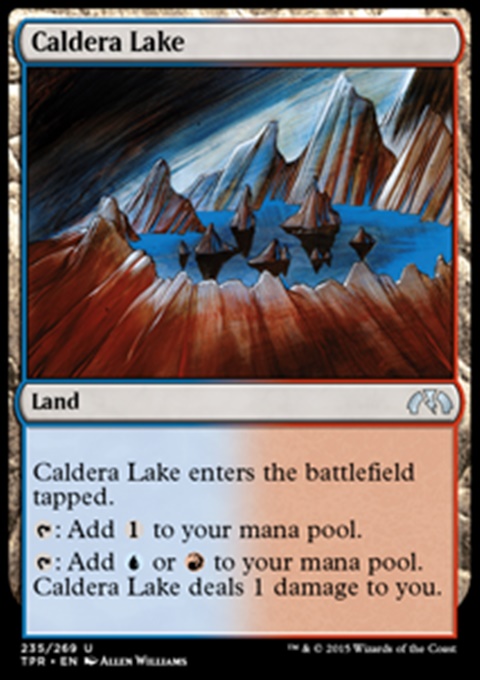 Caldera Lake
Land
Caldera Lake enters the battlefield
tapped.
: Add 1 to your mana pool.
: Add or to your mana pool.
Caldera Lake deals 1 damage to you.
235/269 U
TPR • EN Allen Williams
™ & © 2015 Wizards of the Coast